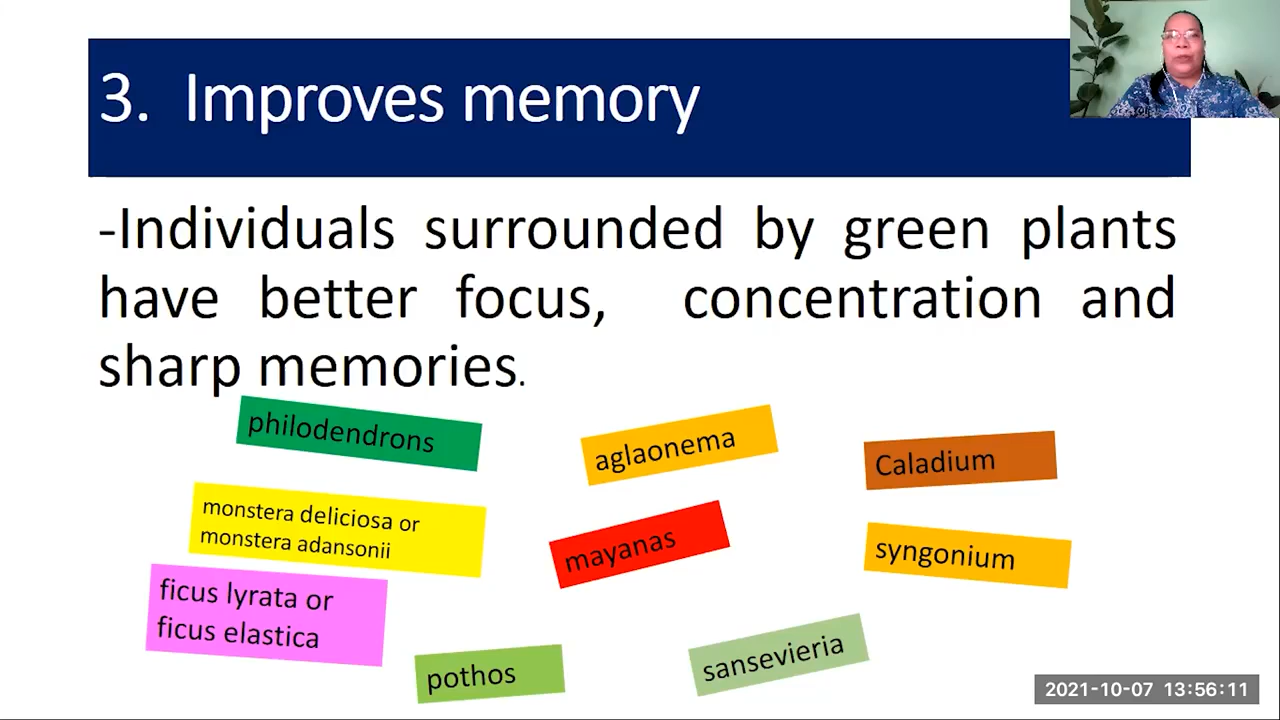 3. Improves memory
-Individuals surrounded by green plants
have better focus, concentration and
sharp memories.
philodendrons
aglaonema
Caladium
monstera deliciosa or
monstera adansonii
mayanas
syngonium
ficus lyrata or
ficus elastica
pothos
sansevieria
2021-10-07 13:56:11